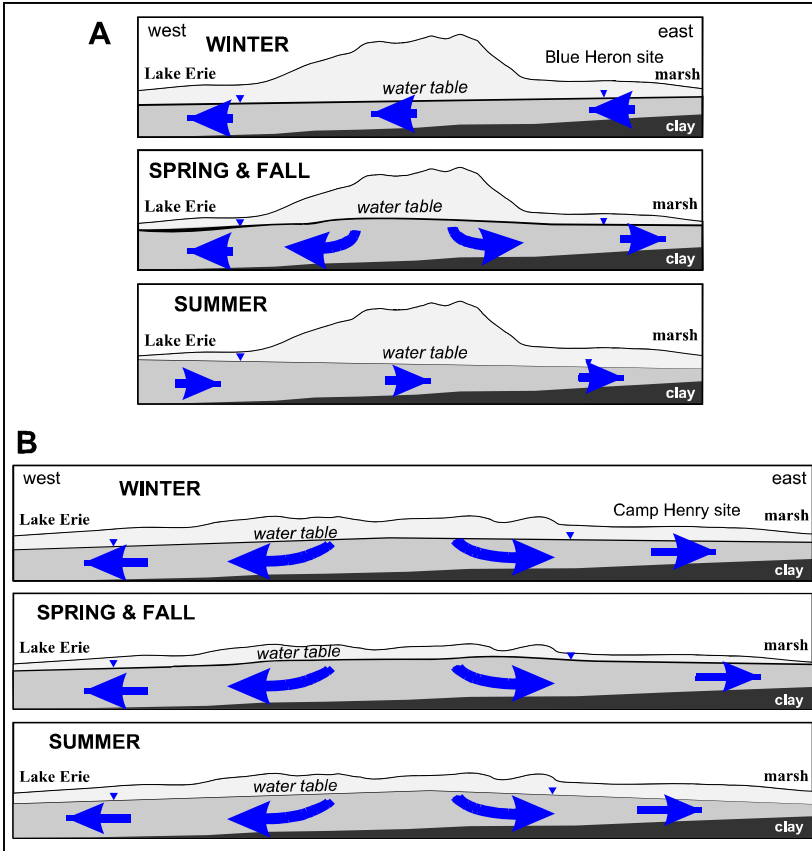 A
west
east
WINTER
Blue Heron site
Lake Erie
marsh
water table
clay
SPRING & FALL
Lake Erie
water table
marsh
clay
SUMMER
Lake Erie
marsh
water table
clay
B
west
east
WINTER
Camp Henry site
Lake Erie
marsh
water table
clay
SPRING & FALL
Lake Erie
water table
marsh
clay
SUMMER
Lake Erie
marsh
water table
clay